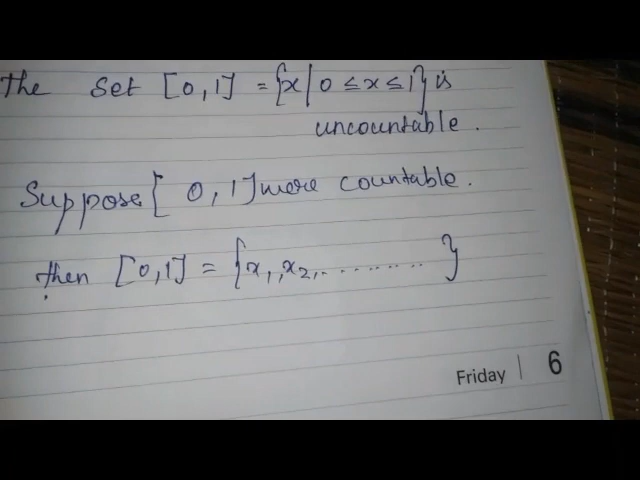 The set [0,1] = {x | 0 ≤ x ≤ 1} is
uncountable.
Suppose [0,1] were countable.
then [0,1] = {x₁,x₂,.........}
Friday | 6